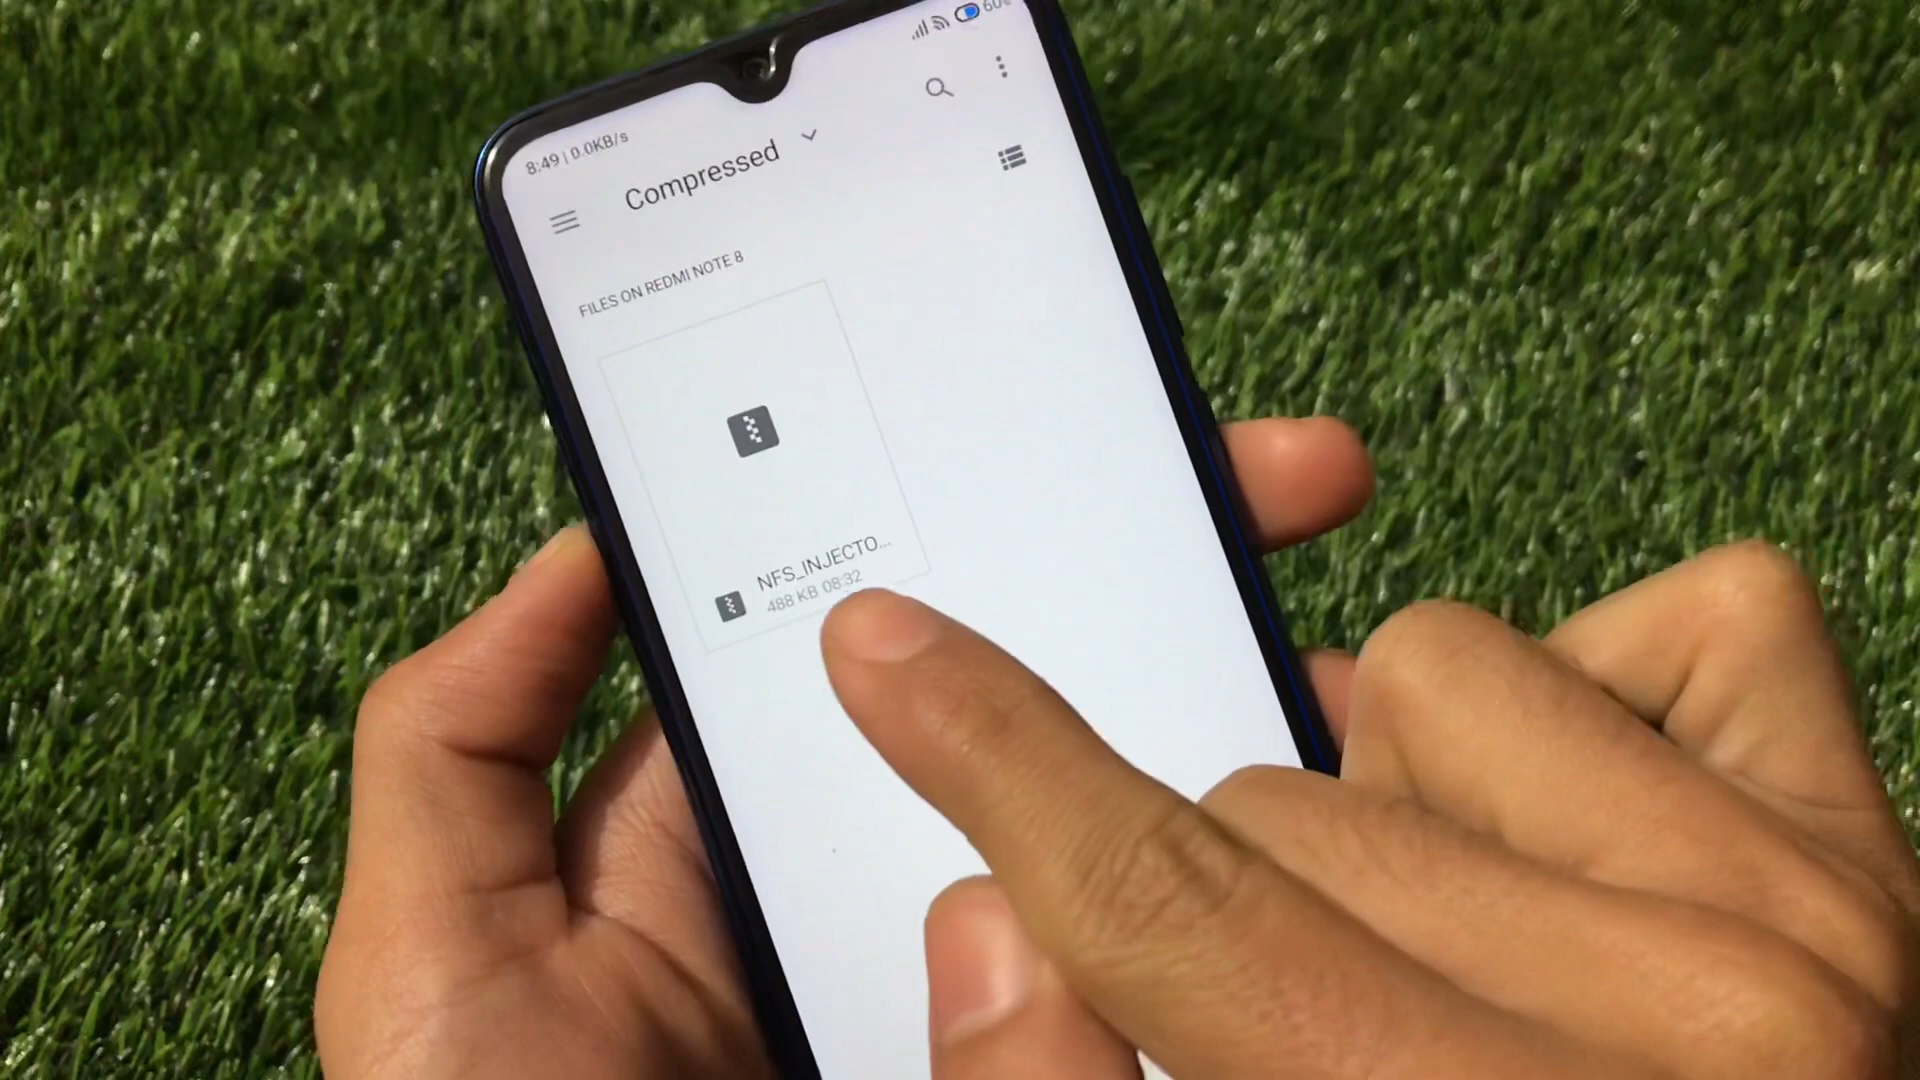 8:49 | 0.0KB/s
Compressed
FILES ON REDMI NOTE 8
NFS_INJECTO...
488 KB 08:32